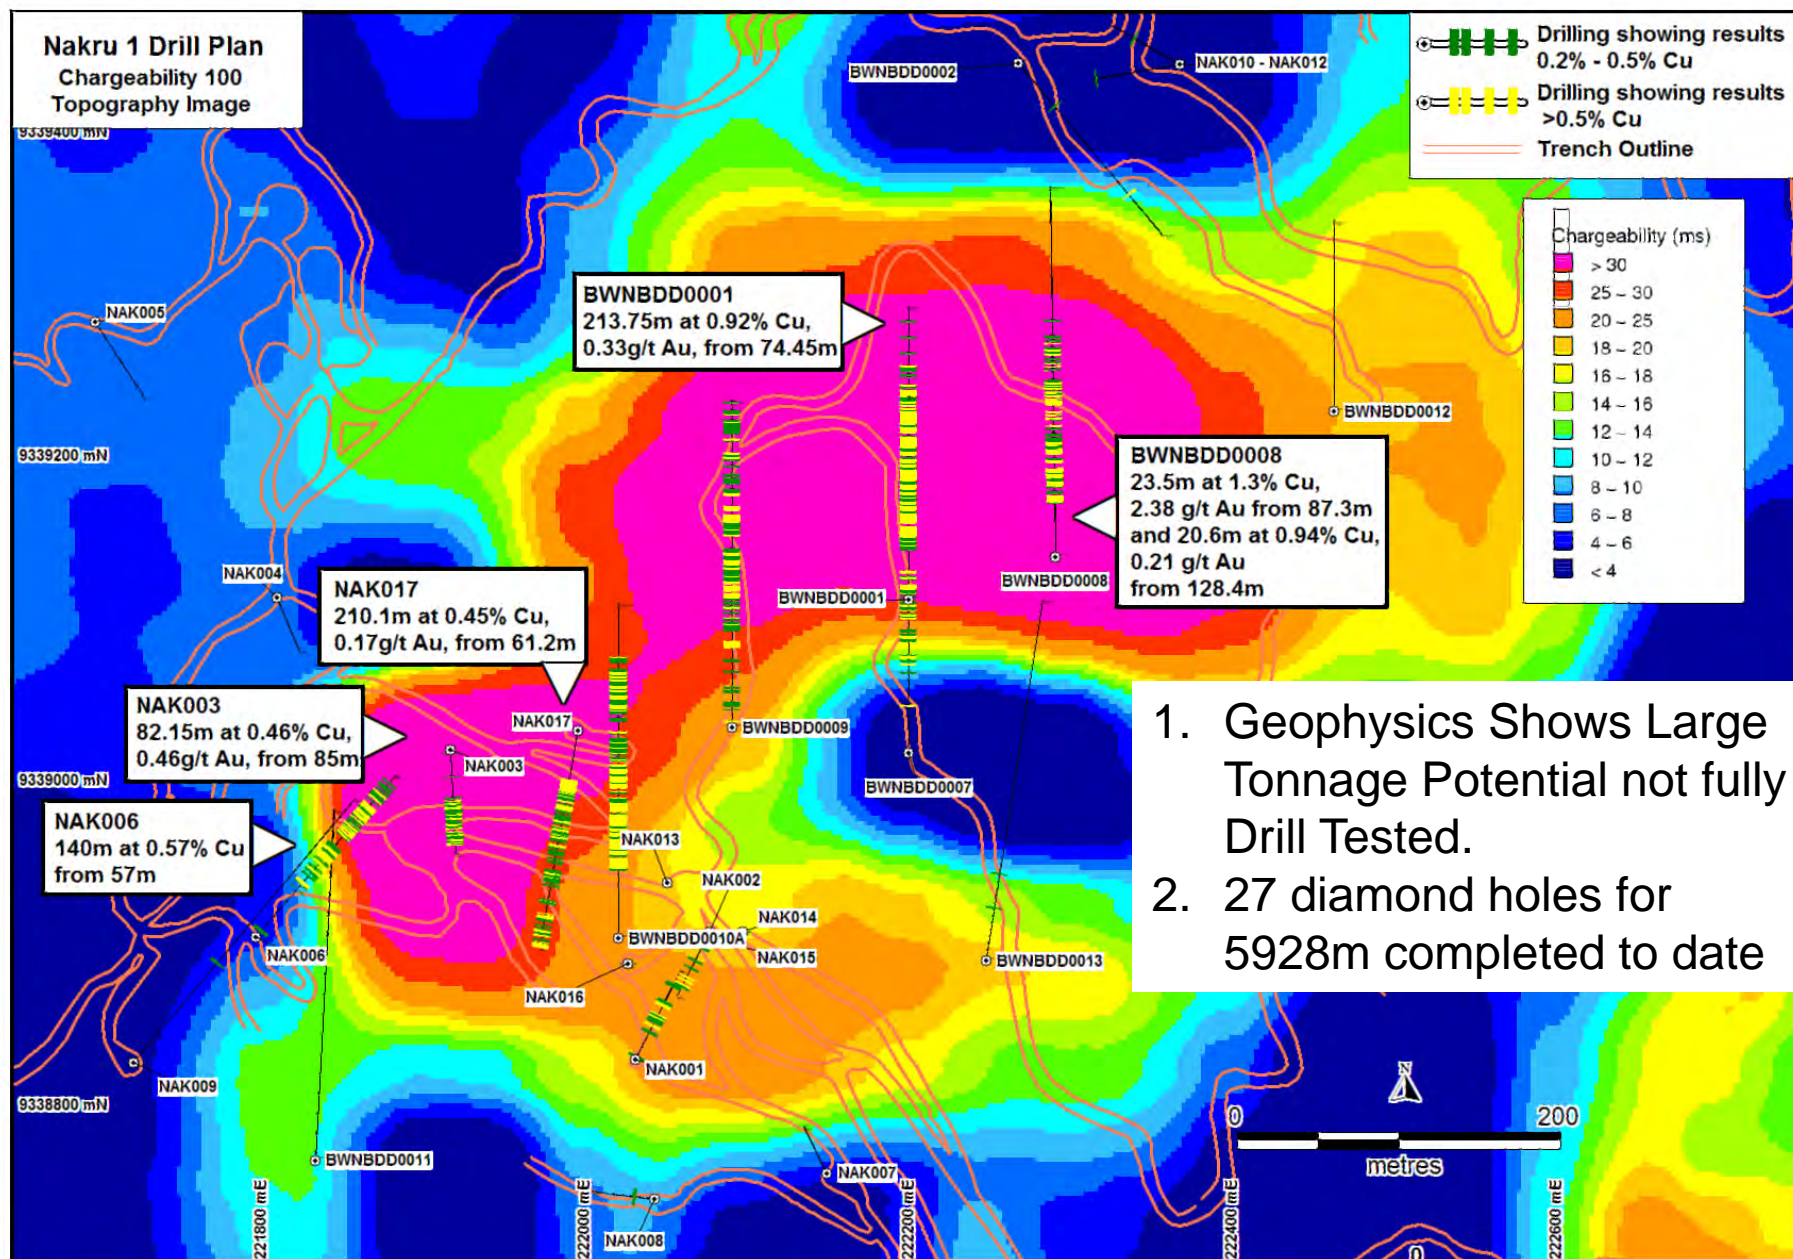 Nakru 1 Drill Plan
Chargeability 100
Topography Image
Drilling showing results
0.2% - 0.5% Cu
Drilling showing results
>0.5% Cu
Trench Outline
Chargeability (ms)
> 30
25 - 30
20 - 25
18 - 20
16 - 18
14 - 16
12 - 14
10 - 12
8 - 10
6 - 8
4 - 6
< 4
9339400 mN
9339200 mN
9339000 mN
9338800 mN
BWNBDD0002
NAK010 - NAK012
NAK005
BWNBDD0001
213.75m at 0.92% Cu,
0.33g/t Au, from 74.45m
BWNBDD0012
BWNBDD0008
23.5m at 1.3% Cu,
2.38 g/t Au from 87.3m
and 20.6m at 0.94% Cu,
0.21 g/t Au
from 128.4m
NAK004
BWNBDD0008
BWNBDD0001
NAK017
210.1m at 0.45% Cu,
0.17g/t Au, from 61.2m
NAK003
82.15m at 0.46% Cu,
0.46g/t Au, from 85m
NAK017
BWNBDD0009
NAK003
BWNBDD0007
NAK006
140m at 0.57% Cu
from 57m
NAK013
NAK002
NAK014
BWNBDD0010A
NAK015
NAK006
BWNBDD0013
NAK016
NAK001
NAK009
BWNBDD0011
NAK007
NAK008
1. Geophysics Shows Large
Tonnage Potential not fully
Drill Tested.
2. 27 diamond holes for
5928m completed to date
N
0 200
metres
221800 mE
222000 mE
222200 mE
222400 mE
222600 mE
0